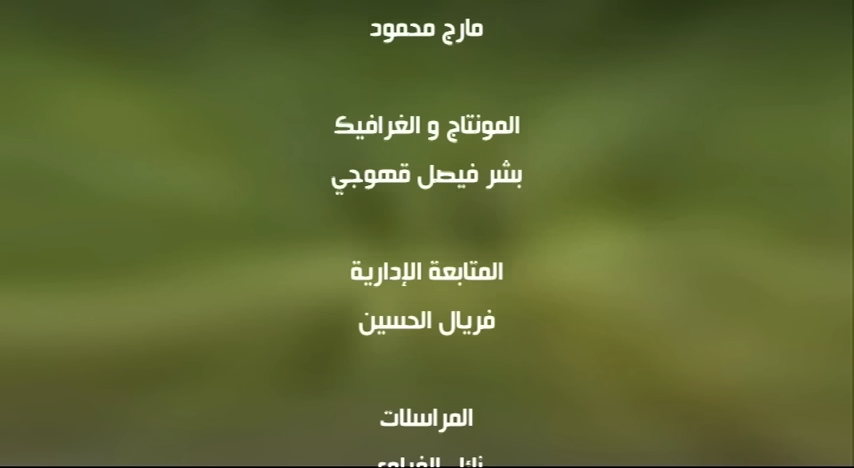 مارج محمود
المونتاج و الغرافيك
بشر فيصل قهوجي
المتابعة الإدارية
فريال الحسين
المراسلات